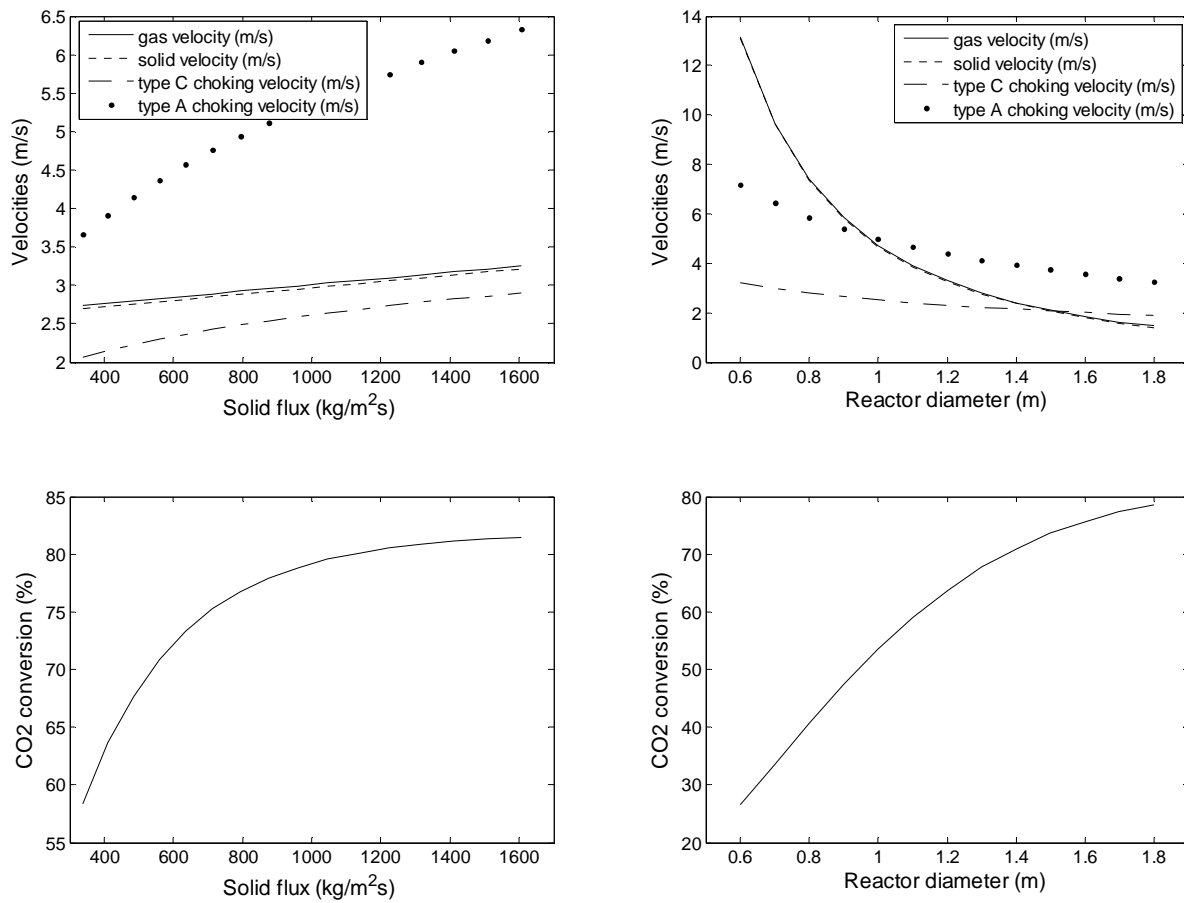 6.5
6
5.5
5
4.5
4
3.5
3
2.5
2
Velocities (m/s)
gas velocity (m/s)
solid velocity (m/s)
type C choking velocity (m/s)
type A choking velocity (m/s)
400 600 800 1000 1200 1400 1600
Solid flux (kg/m²s)
14
12
10
8
6
4
2
0
Velocities (m/s)
gas velocity (m/s)
solid velocity (m/s)
type C choking velocity (m/s)
type A choking velocity (m/s)
0.6 0.8 1 1.2 1.4 1.6 1.8
Reactor diameter (m)
85
80
75
70
65
60
55
CO2 conversion (%)
400 600 800 1000 1200 1400 1600
Solid flux (kg/m²s)
80
70
60
50
40
30
20
CO2 conversion (%)
0.6 0.8 1 1.2 1.4 1.6 1.8
Reactor diameter (m)